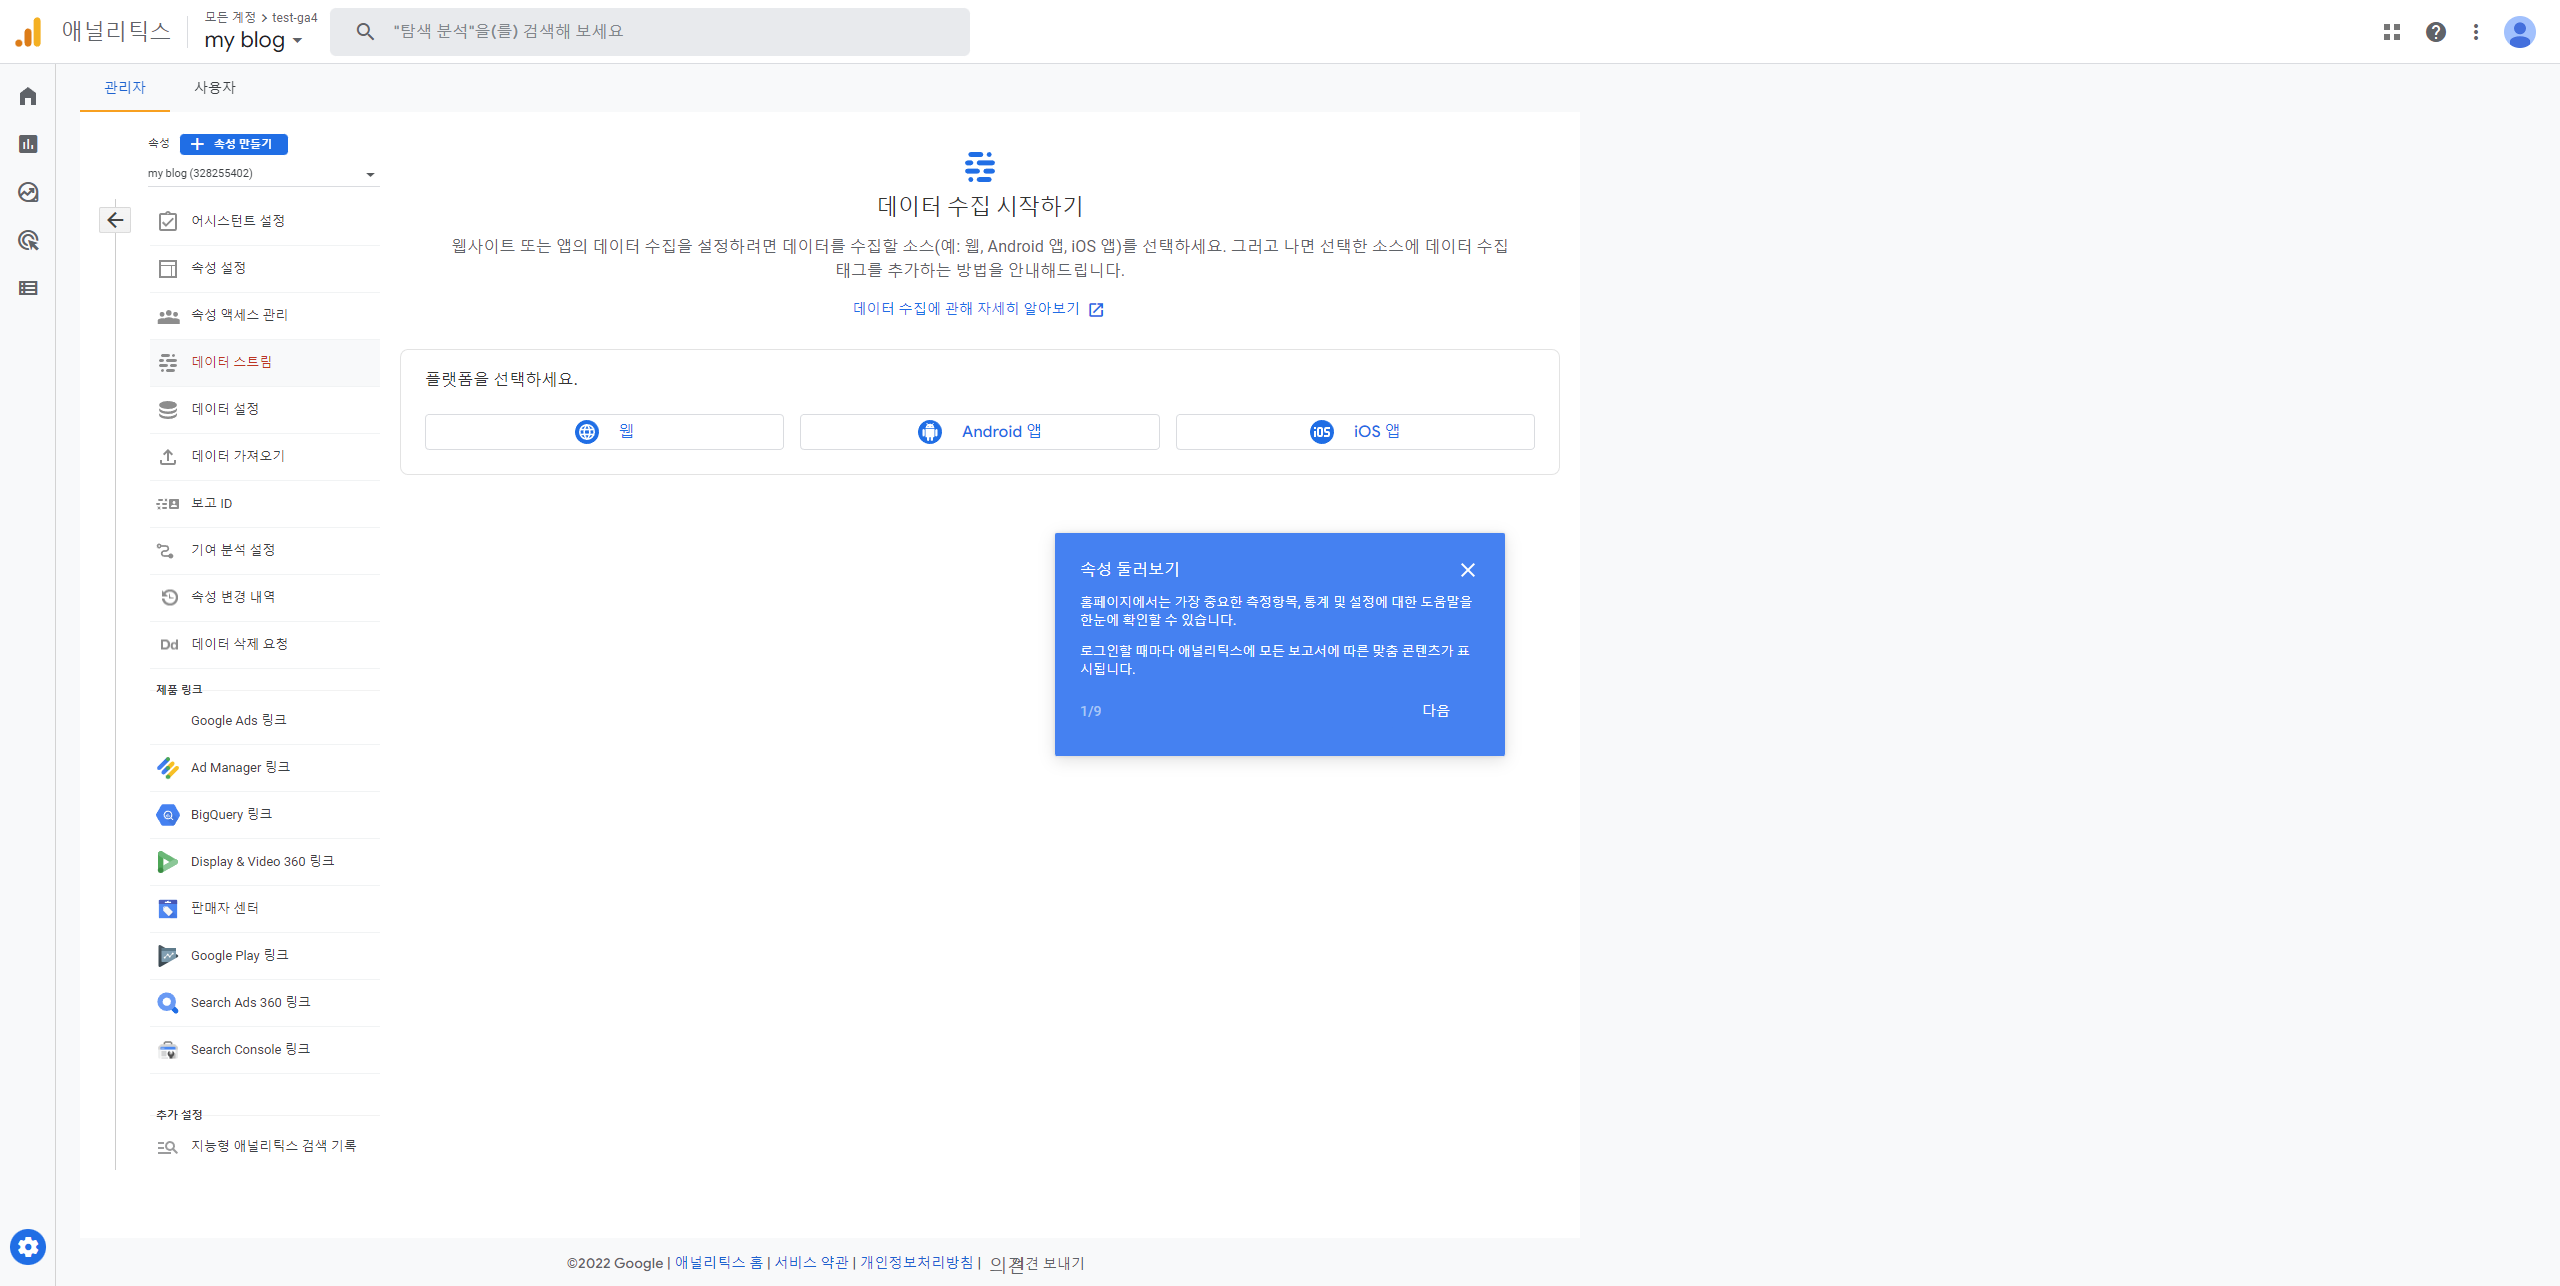 애널리틱스
모든 계정 > test-ga4
my blog
"탐색 분석"을(를) 검색해 보세요
관리자
사용자
속성
+ 속성 만들기
my blog (328255402)
어시스턴트 설정
속성 설정
속성 액세스 관리
데이터 스트림
데이터 설정
데이터 가져오기
보고 ID
기여 분석 설정
속성 변경 내역
Dd 데이터 삭제 요청
제품 링크
Google Ads 링크
Ad Manager 링크
BigQuery 링크
Display & Video 360 링크
판매자 센터
Google Play 링크
Search Ads 360 링크
Search Console 링크
추가 설정
지능형 애널리틱스 검색 기록
데이터 수집 시작하기
웹사이트 또는 앱의 데이터 수집을 설정하려면 데이터를 수집할 소스(예: 웹, Android 앱, iOS 앱)를 선택하세요. 그러고 나면 선택한 소스에 데이터 수집
태그를 추가하는 방법을 안내해드립니다.
데이터 수집에 관해 자세히 알아보기
플랫폼을 선택하세요.
웹
Android 앱
iOS iOS 앱
속성 둘러보기
홈페이지에서는 가장 중요한 측정항목, 통계 및 설정에 대한 도움말을
한눈에 확인할 수 있습니다.
로그인할 때마다 애널리틱스에 모든 보고서에 따른 맞춤 콘텐츠가 표
시됩니다.
1/9
다음
©2022 Google | 애널리틱스 홈 | 서비스 약관 | 개인정보처리방침 | 의견 의견 보내기